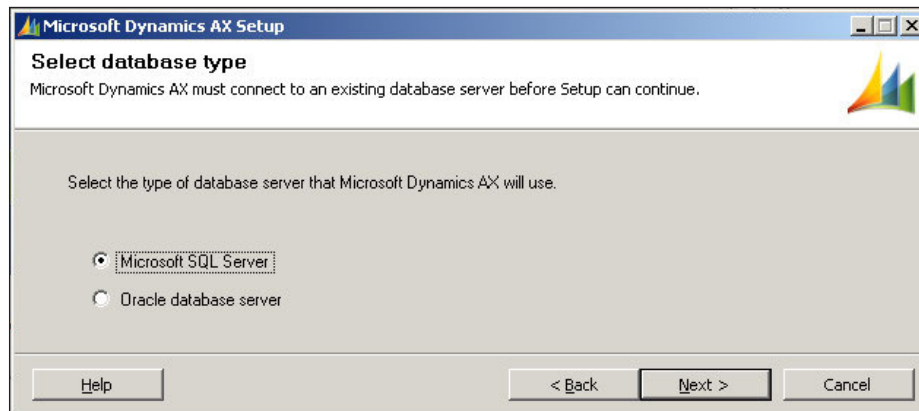 Microsoft Dynamics AX Setup
Select database type
Microsoft Dynamics AX must connect to an existing database server before Setup can continue.
Select the type of database server that Microsoft Dynamics AX will use.
Microsoft SQL Server
Oracle database server
Help
< Back
Next >
Cancel